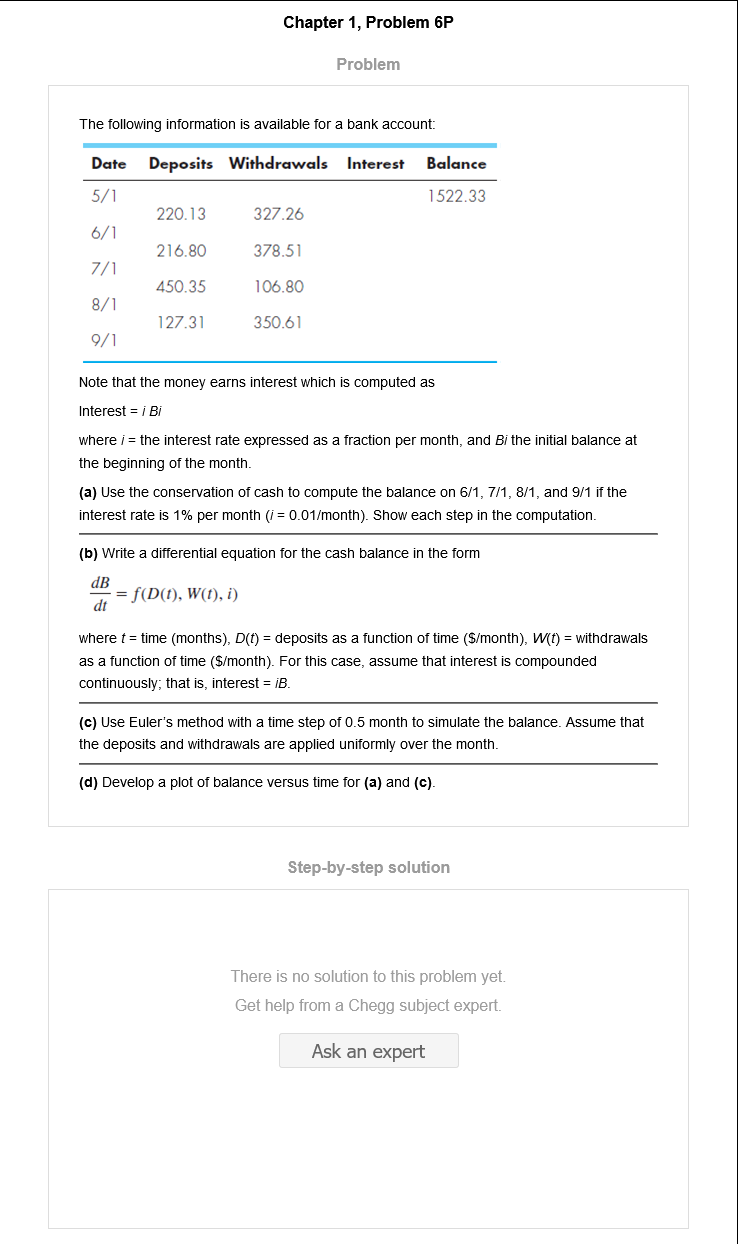 Chapter 1, Problem 6P
Problem
The following information is available for a bank account:
Date Deposits Withdrawals Interest Balance
5/1 1522.33
220.13 327.26
6/1
216.80 378.51
7/1
450.35 106.80
8/1
127.31 350.61
9/1
Note that the money earns interest which is computed as
Interest = i Bi
where i = the interest rate expressed as a fraction per month, and Bi the initial balance at
the beginning of the month.
(a) Use the conservation of cash to compute the balance on 6/1, 7/1, 8/1, and 9/1 if the
interest rate is 1% per month (i = 0.01/month). Show each step in the computation.
(b) Write a differential equation for the cash balance in the form
dB/dt = f(D(t), W(t), i)
where t = time (months), D(t) = deposits as a function of time ($/month), W(t) = withdrawals
as a function of time ($/month). For this case, assume that interest is compounded
continuously; that is, interest = iB.
(c) Use Euler's method with a time step of 0.5 month to simulate the balance. Assume that
the deposits and withdrawals are applied uniformly over the month.
(d) Develop a plot of balance versus time for (a) and (c).
Step-by-step solution
There is no solution to this problem yet.
Get help from a Chegg subject expert.
Ask an expert